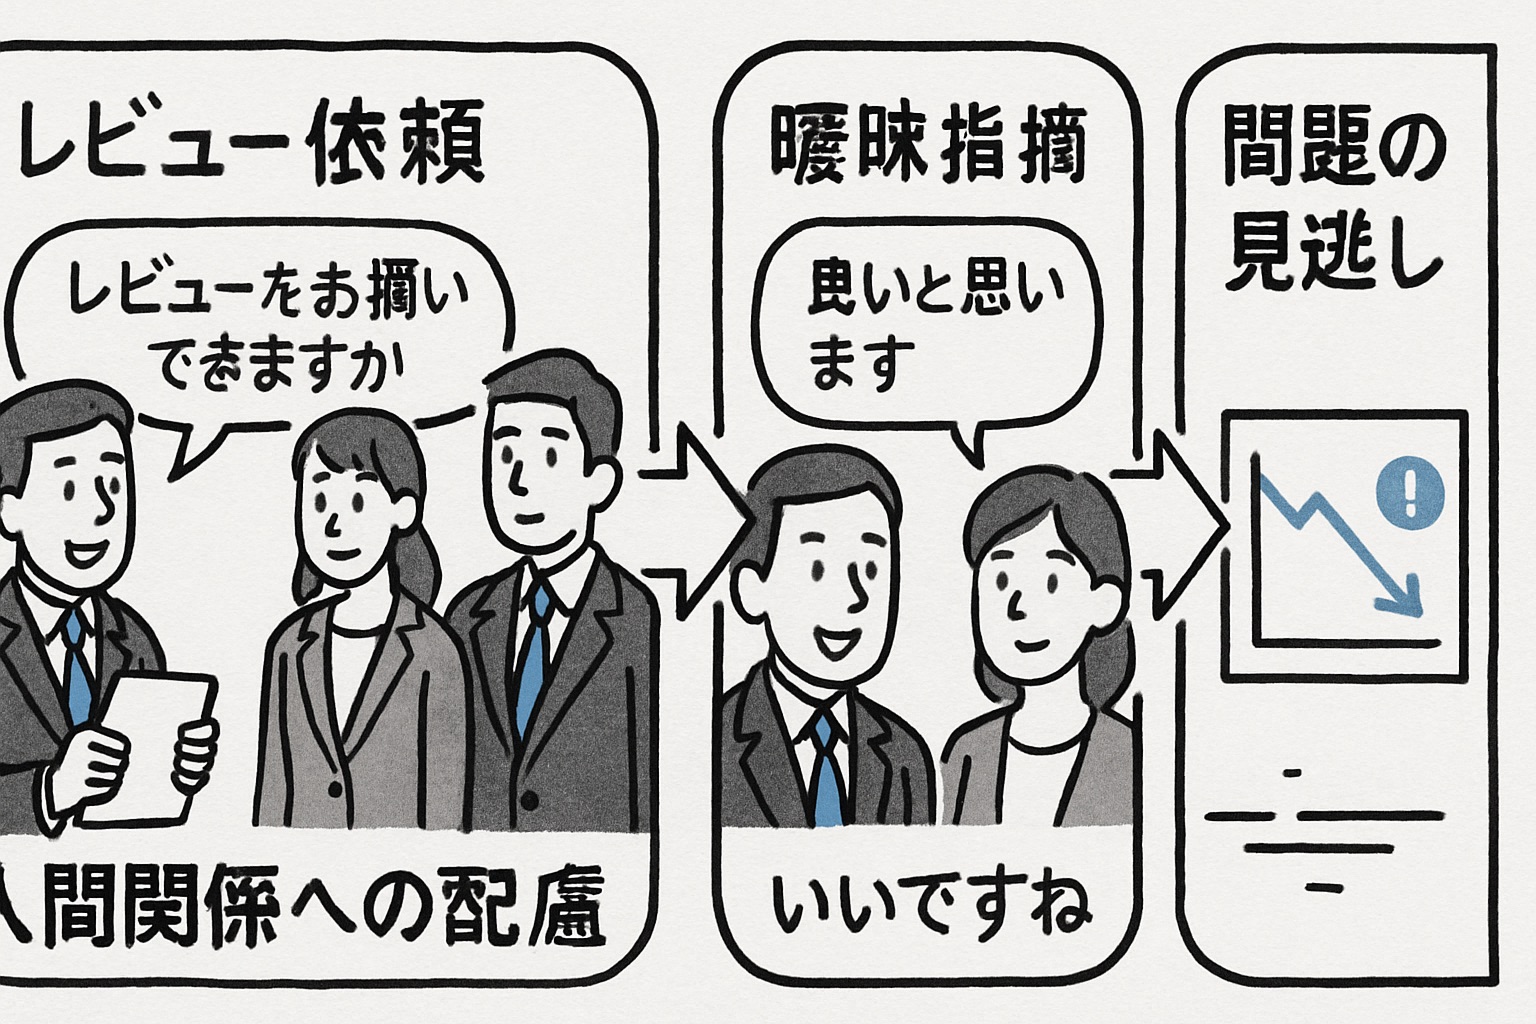 レビュー依頼
レビューをお い
できますか
人間関係への配慮
曖昧指摘
良いと思い
ます
いいですね
問題の
見逃し